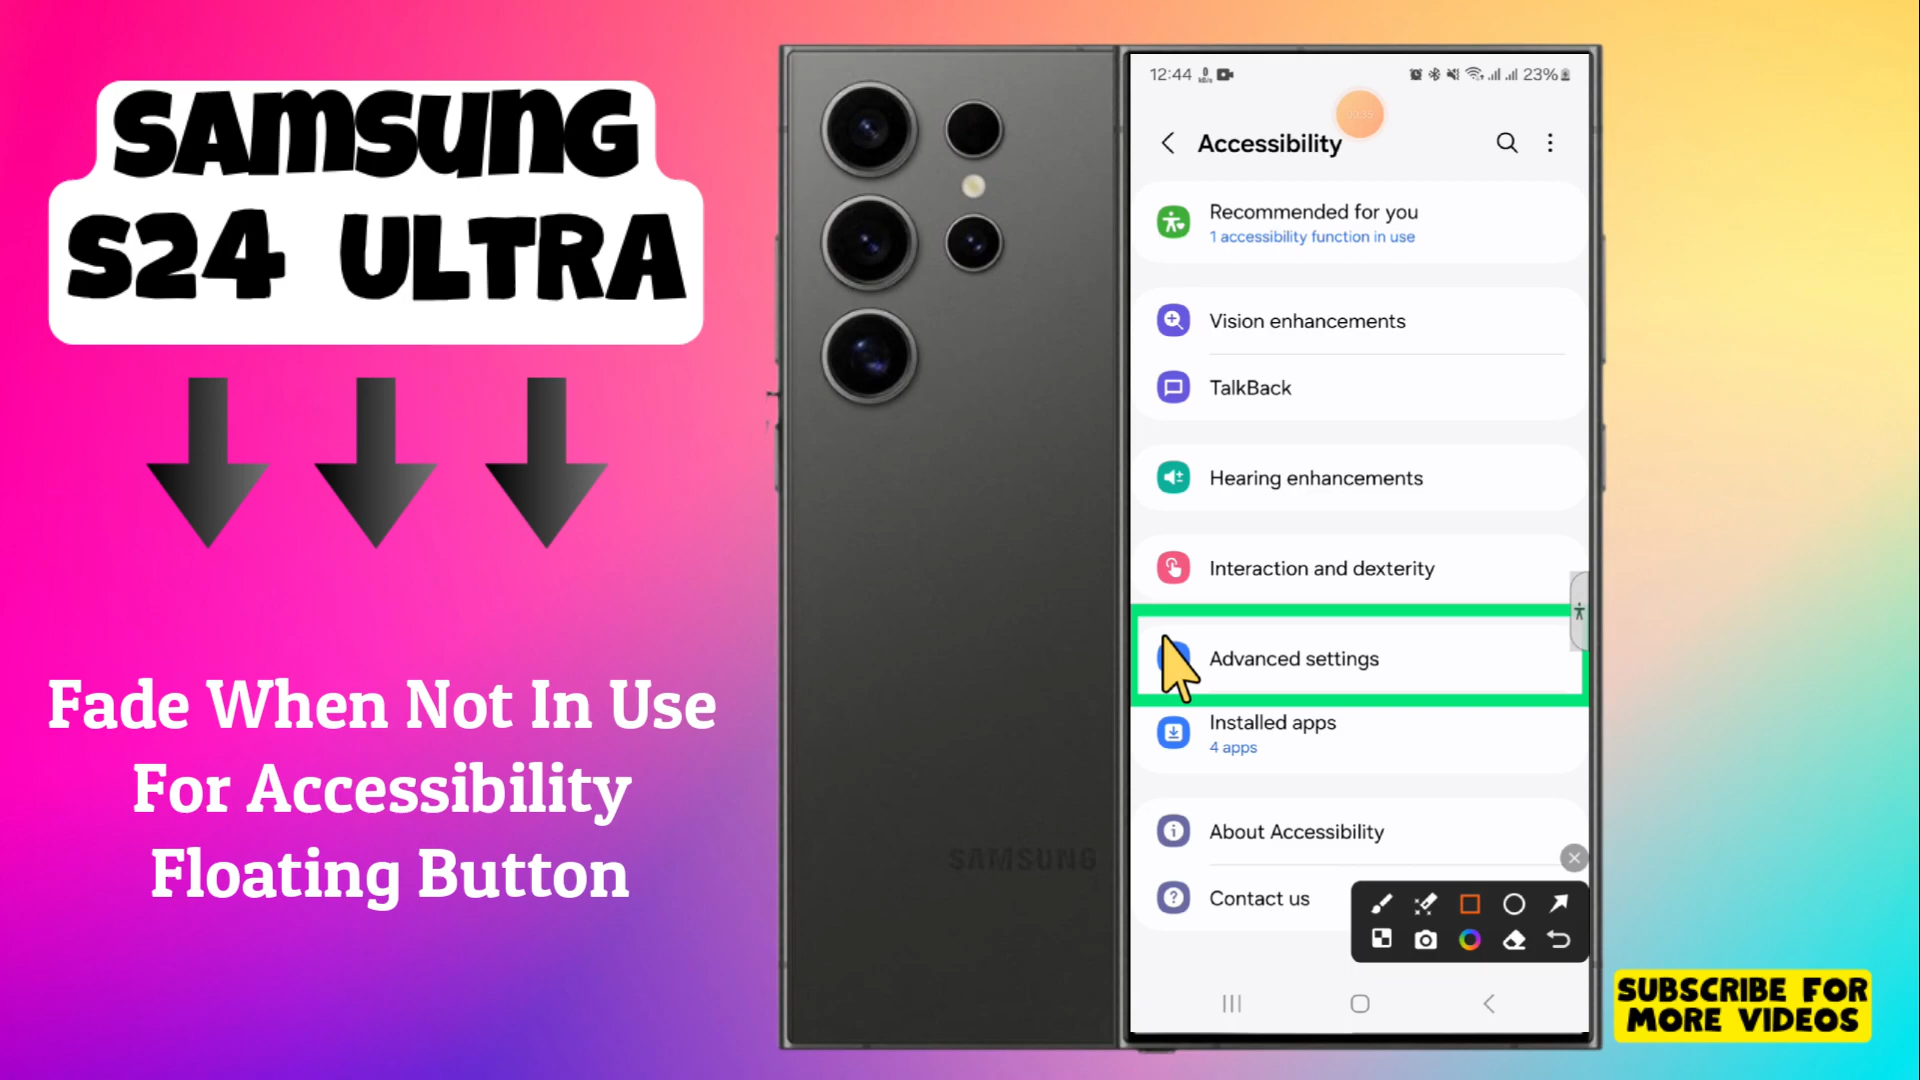 SAMSUNG
S24 ULTRA
Fade When Not In Use
For Accessibility
Floating Button
SAMSUNG
12:44
23%
00:35
Accessibility
Recommended for you
1 accessibility function in use
Vision enhancements
TalkBack
Hearing enhancements
Interaction and dexterity
Advanced settings
Installed apps
4 apps
About Accessibility
Contact us
SUBSCRIBE FOR
MORE VIDEOS